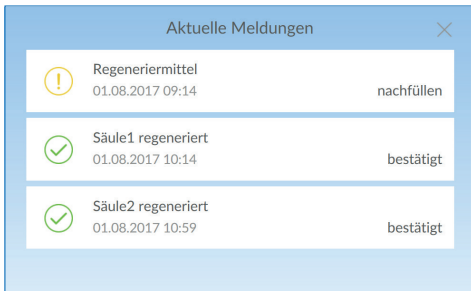 Aktuelle Meldungen
Regeneriermittel
01.08.2017 09:14
nachfüllen
Säule1 regeneriert
01.08.2017 10:14
bestätigt
Säule2 regeneriert
01.08.2017 10:59
bestätigt